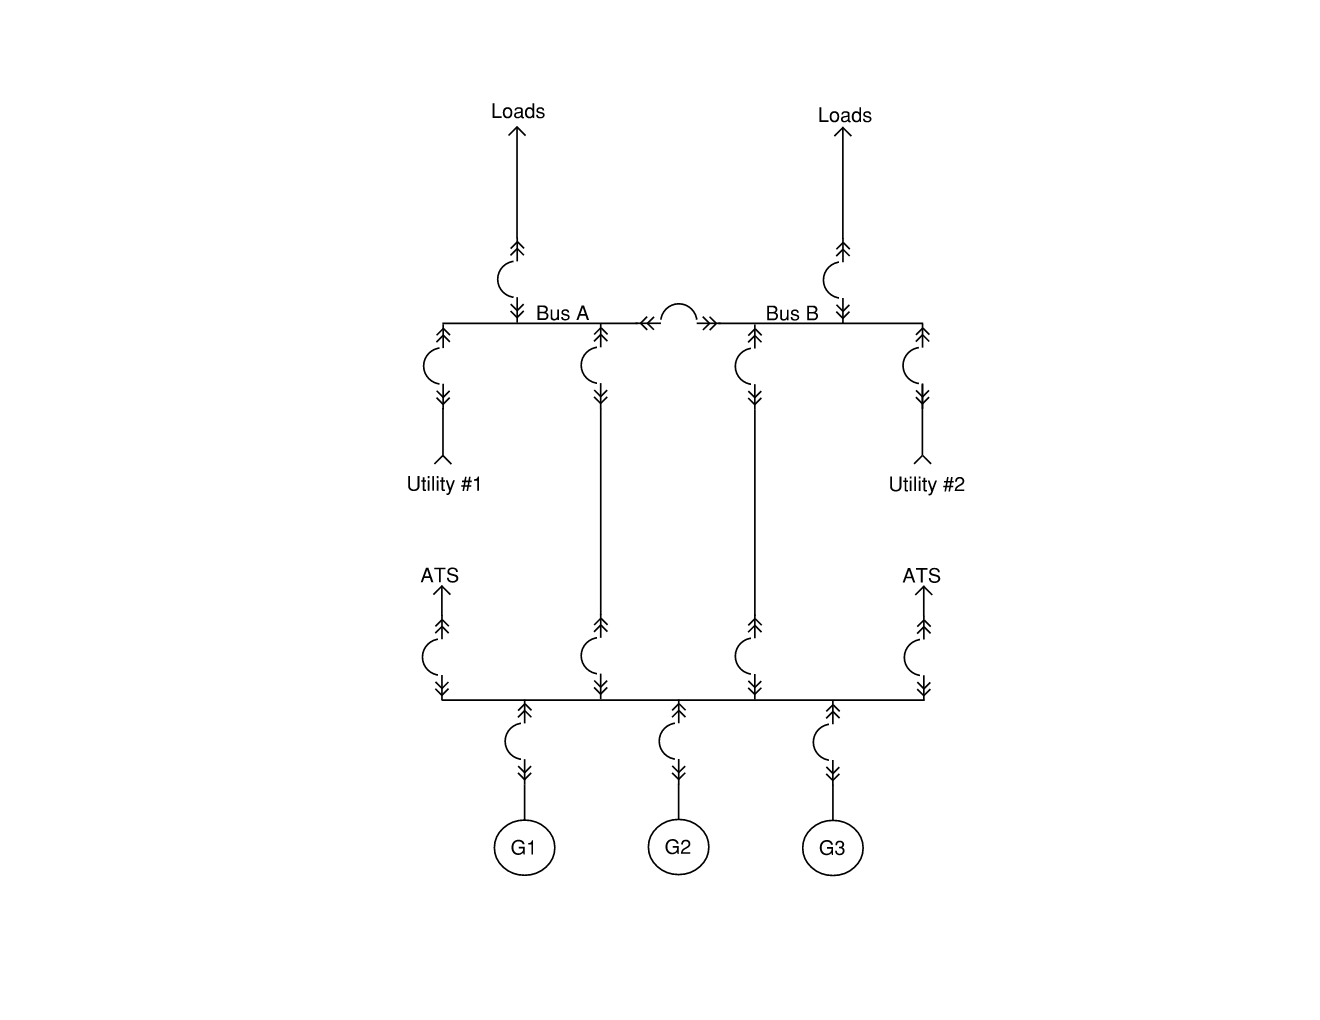 Loads
Loads
Bus A
Bus B
Utility #1
Utility #2
ATS
ATS
G1
G2
G3